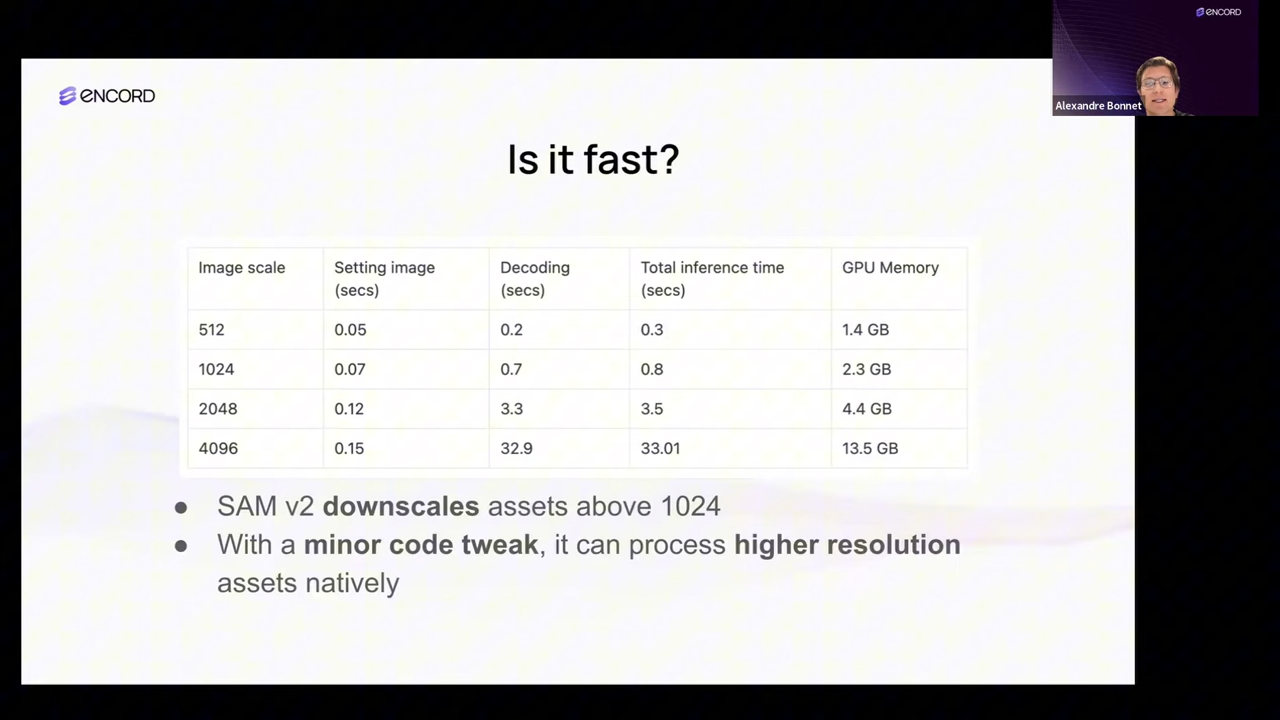 ENCORD
Alexandre Bonnet
ENCORD
Is it fast?
Image scale Setting image (secs) Decoding (secs) Total inference time (secs) GPU Memory
512 0.05 0.2 0.3 1.4 GB
1024 0.07 0.7 0.8 2.3 GB
2048 0.12 3.3 3.5 4.4 GB
4096 0.15 32.9 33.01 13.5 GB
● SAM v2 downscales assets above 1024
● With a minor code tweak, it can process higher resolution
assets natively